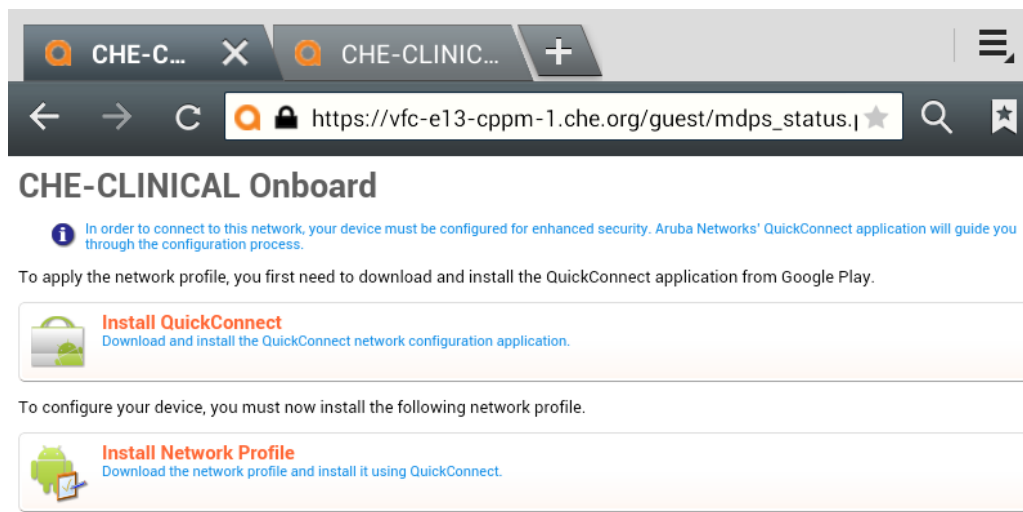 CHE-C...
CHE-CLINIC...
https://vfc-e13-cppm-1.che.org/guest/mdps_status.
CHE-CLINICAL Onboard
In order to connect to this network, your device must be configured for enhanced security. Aruba Networks' QuickConnect application will guide you
through the configuration process.
To apply the network profile, you first need to download and install the QuickConnect application from Google Play.
Install QuickConnect
Download and install the QuickConnect network configuration application.
To configure your device, you must now install the following network profile.
Install Network Profile
Download the network profile and install it using QuickConnect.